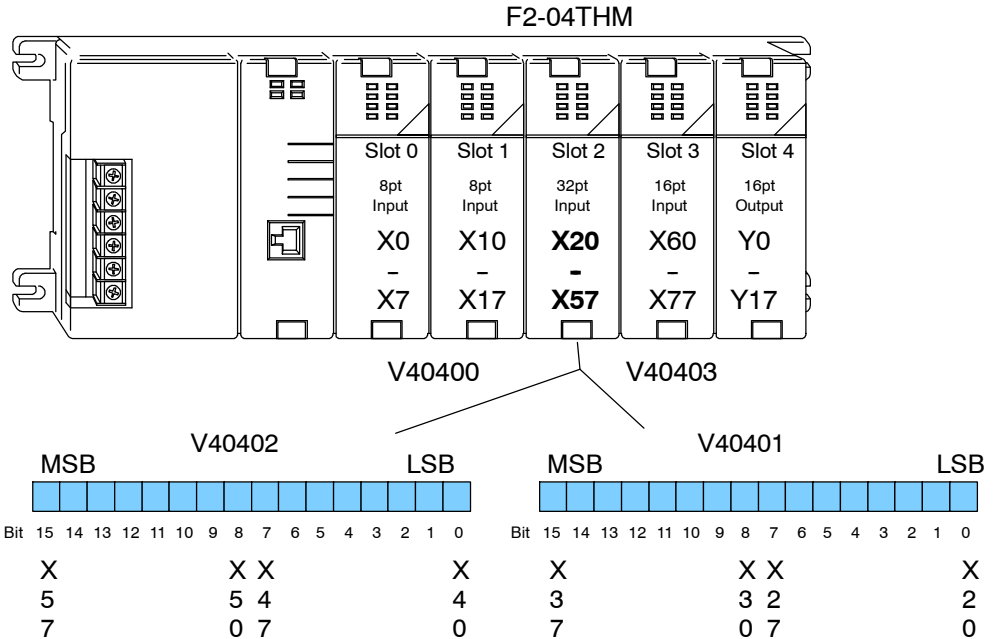 F2-04THM
Slot 0 Slot 1 Slot 2 Slot 3 Slot 4
8pt 8pt 32pt 16pt 16pt
Input Input Input Input Output
X0 X10 X20 X60 Y0
- - - - -
X7 X17 X57 X77 Y17
V40400 V40403
V40402 V40401
MSB LSB MSB LSB
Bit 15 14 13 12 11 10 9 8 7 6 5 4 3 2 1 0 Bit 15 14 13 12 11 10 9 8 7 6 5 4 3 2 1 0
X X X X X X X X
5 5 4 4 3 3 2 2
7 0 7 0 7 0 7 0